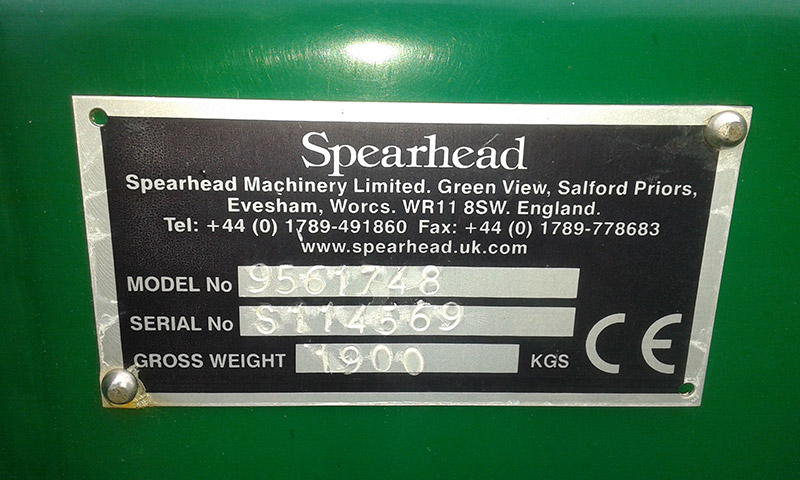 Spearhead
Spearhead Machinery Limited. Green View, Salford Priors,
Evesham, Worcs. WR11 8SW. England.
Tel: +44 (0) 1789-491860 Fax: +44 (0) 1789-778683
www.spearhead.uk.com
MODEL No 9561748
SERIAL No S114569
GROSS WEIGHT 1900 KGS
CE